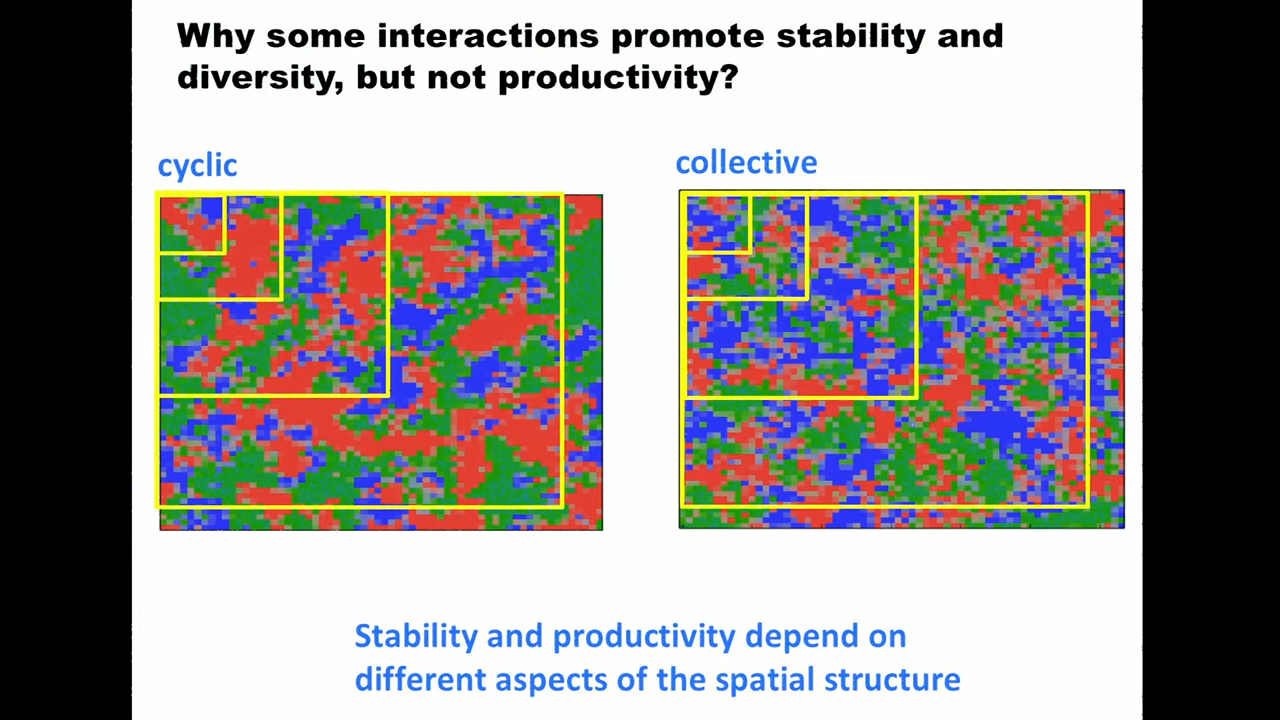 Why some interactions promote stability and
diversity, but not productivity?
cyclic
collective
Stability and productivity depend on
different aspects of the spatial structure